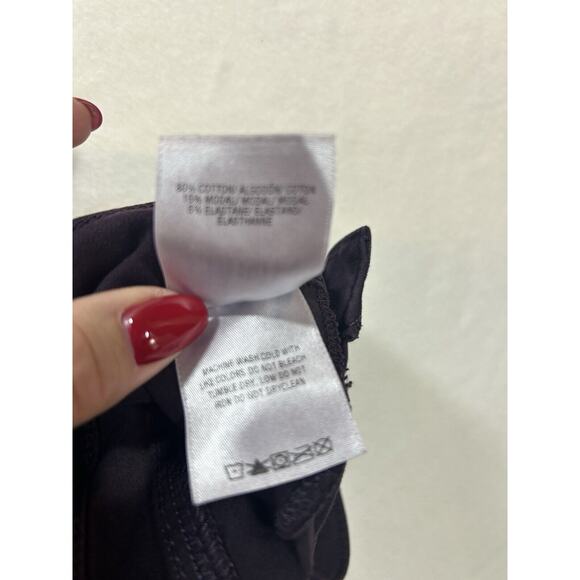 80% COTTON/ ALGODÓN/ COTON
15% MODAL/ MODAL/ MODAL
5% ELASTANE/ ELASTANO/
ÉLASTHANNE
MACHINE WASH COLD WITH
LIKE COLORS. DO NOT BLEACH
TUMBLE DRY, LOW DO NOT
IRON DO NOT DRYCLEAN